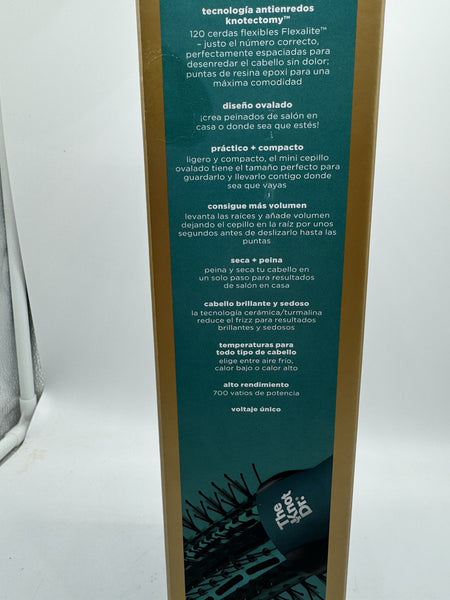 tecnología antienredos
knotectomy™
120 cerdas flexibles Flexalite™
– justo el número correcto,
perfectamente espaciadas para
desenredar el cabello sin dolor;
puntas de resina epoxi para una
máxima comodidad
diseño ovalado
¡crea peinados de salón en
casa o donde sea que estés!
práctico + compacto
ligero y compacto, el mini cepillo
ovalado tiene el tamaño perfecto para
guardarlo y llevarlo contigo donde
sea que vayas
consigue más volumen
levanta las raíces y añade volumen
dejando el cepillo en la raíz por unos
segundos antes de deslizarlo hasta las
puntas
seca + peina
peina y seca tu cabello en
un solo paso para resultados
de salón en casa
cabello brillante y sedoso
la tecnología cerámica/turmalina
reduce el frizz para resultados
brillantes y sedosos
temperaturas para
todo tipo de cabello
elige entre aire frío,
calor bajo o calor alto
alto rendimiento
700 vatios de potencia
voltaje único
The
Knot
Dr.